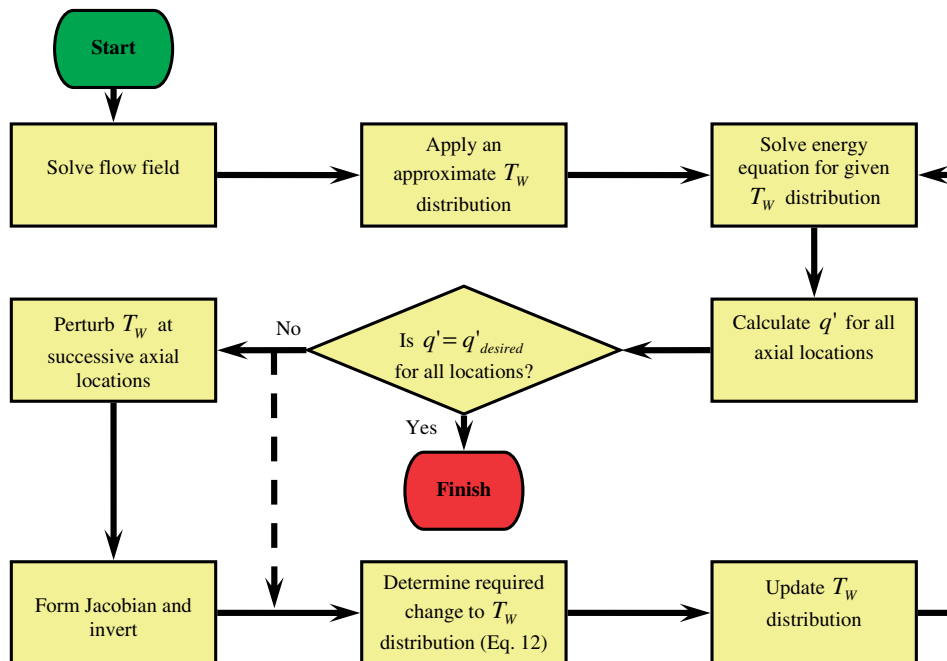 Start
Solve flow field
Apply an
approximate T_W
distribution
Solve energy
equation for given
T_W distribution
Calculate q' for all
axial locations
Is q' = q'_desired
for all locations?
No
Yes
Perturb T_W at
successive axial
locations
Finish
Form Jacobian and
invert
Determine required
change to T_W
distribution (Eq. 12)
Update T_W
distribution